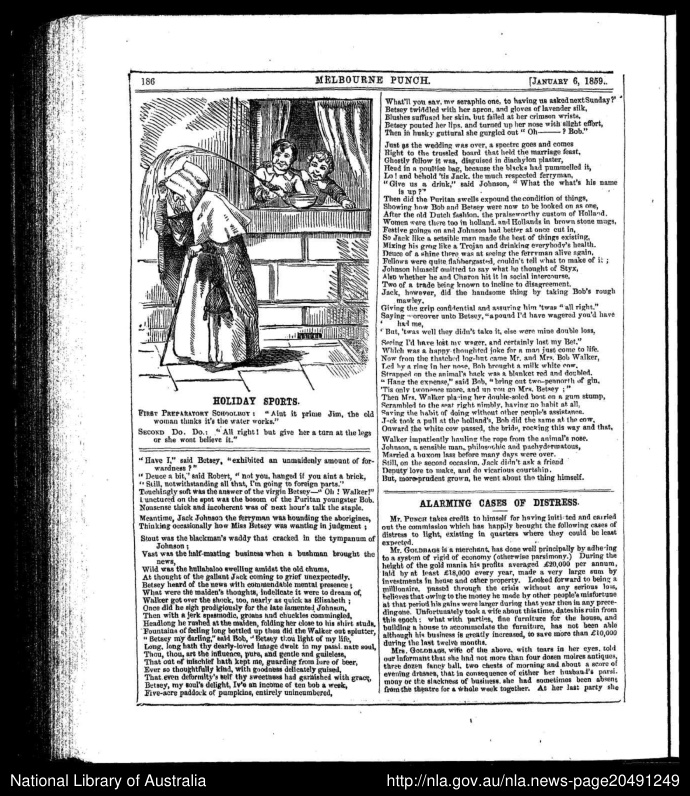 186
MELBOURNE PUNCH.
[JANUARY 6, 1859.
HOLIDAY SPORTS.
FIRST PREPARATORY SCHOOLBOY : "Aint it prime Jim, the old
woman thinks it's the water works."
SECOND DO. DO.: "All right! but give her a turn at the legs
or she wont believe it."
"Have I," said Betsey, "exhibited an unmaidenly amount of for-
wardness ?"
"Deuce a bit," said Robert, "not you, hanged if you aint a brick,
"Still, notwithstanding all that, I'm going to foreign parts."
Touchingly soft was the answer of the virgin Betsey—"Oh ! Walker!"
Punctured on the spot was the bosom of the Puritan youngster Bob.
Nonsense thick and incoherent was of next hour's talk the staple.
Meantime, Jack Johnson the ferryman was hounding the aborigines,
Thinking occasionally how Miss Betsey was wanting in judgment ;
Stout was the blackman's waddy that cracked in the tympanum of
Johnson ;
Vast was the half-roasting business when a bushman brought the
news,
Wild was the hullabaloo swelling amidst the old chums,
At thought of the gallant Jack coming to grief unexpectedly.
Betsey heard of the news with commendable mental presence ;
What were the maiden's thoughts, indelicate it were to dream of,
Walker got over the shock, too, nearly as quick as Elizabeth ;
Once did he sigh prodigiously for the late lamented Johnson,
Then with a jerk spasmodic, groans and chuckles commingled,
Headlong he rushed at the maiden, folding her close to his shirt studs,
Fountains of feeling long bottled up then did the Walker out splutter,
"Betsey my darling," said Bob, "Betsey thou light of my life,
Long, long hath thy dearly-loved image dwelt in my passionate soul,
Thou, thou, art the influence, pure, and gentle and guileless,
That out of mischief hath kept me, guarding from lore of beer,
Ever so thoughtfully kind, with goodness delicately guised,
That even deformity's self thy sweetness had garnished with grace,
Betsey, my soul's delight, Iv'e an income of ten bob a week,
Five-acre paddock of pumpkins, entirely unincumbered,
What'll you say, my seraphic one, to having us asked next Sunday?"
Betsey twiddled with her apron, and gloves of lavender silk,
Blushes suffused her skin, but failed at her crimson wrists,
Betsey pouted her lips, and turned up her nose with slight effort,
Then in husky guttural she gurgled out "Oh—— ? Bob."
Just as the wedding was over, a spectre goes and comes
Right to the trussled board that held the marriage feast,
Ghostly fellow it was, disguised in diachylon plaster,
Head in a poultice bag, because the blacks had pummelled it,
Lo ! and behold 'tis Jack, the much respected ferryman,
"Give us a drink," said Johnson, "What the what's his name
is up ?"
Then did the Puritan swells expound the condition of things,
Showing how Bob and Betsey were now to be looked on as one,
After the old Dutch fashion, the praiseworthy custom of Holland,
Women were there too in holland, and Hollands in brown stone mugs,
Festive goings on and Johnson had better at once cut in,
So Jack like a sensible man made the best of things existing,
Mixing his grog like a Trojan and drinking everybody's health.
Deuce of a shine there was at seeing the ferryman alive again,
Fellows were quite flabbergasted, couldn't tell what to make of it ;
Johnson himself omitted to say what he thought of Styx,
Also whether he and Charon hit it in social intercourse,
Two of a trade being known to incline to disagreement.
Jack, however, did the handsome thing by taking Bob's rough
mawley,
Giving the grip confidential and assuring him 'twas "all right."
Saying moreover unto Betsey, "a pound I'd have wagered you'd have
had me,
"But, 'twas well they didn't take it, else were mine double loss,
Seeing I'd have lost my wager, and certainly lost my Bet."
Which was a happy-thoughted joke for a man just come to life.
Now from the thatched log-hut came Mr. and Mrs. Bob Walker,
Led by a ring in her nose, Bob brought a milk white cow,
Strapped on the animal's back was a blanket red and doubled,
"Hang the expense," said Bob, "bring out two-pennorth of gin,
'Tis only twopence more, and up you go Mrs. Betsey ;"
Then Mrs. Walker placing her double-soled boot on a gum stump,
Scrambled to the seat right nimbly, having no habit at all,
Saving the habit of doing without other people's assistance.
Jack took a pull at the holland's, Bob did the same at the cow,
Onward the white cow passed, the bride, rocking this way and that,
Walker impatiently hauling the rope from the animal's nose.
Johnson, a sensible man, philosophic and pachydermatous,
Married a buxom lass before many days were over.
Still, on the second occasion, Jack didn't ask a friend
Deputy love to make, and do vicarious courtship.
But, more prudent grown, he went about the thing himself.
ALARMING CASES OF DISTRESS.
Mr. PUNCH takes credit to himself for having initiated and carried
out the commission which has happily brought the following cases of
distress to light, existing in quarters where they could be least
expected.
Mr. GOLDBAGS is a merchant, has done well principally by adhering
to a system of rigid of economy (otherwise parsimony.) During the
height of the gold mania his profits averaged £20,000 per annum,
laid by at least £18,000 every year, made a very large sum by
investments in house and other property. Looked forward to being a
millionaire, passed through the crisis without any serious loss,
believes that owing to the money he made by other people's misfortune
at that period his gains were larger during that year then in any prece-
dingone. Unfortunately took a wife about this time, dates his ruin from
this epoch : what with parties, fine furniture for the house, and
building a house to accommodate the furniture, has not been able
although his business is greatly increased, to save more than £10,000
during the last twelve months.
Mrs. GOLDBAGS, wife of the above, with tears in her eyes, told
our informant that she had not more than four dozen moires antiques,
three dozen fancy ball, two chests of morning and about a score of
evening dresses, that in consequence of either her husband's parsi-
mony or the slackness of business, she had sometimes been absent
from the theatre for a whole week together. At her last party she
National Library of Australia
http://nla.gov.au/nla.news-page20491249